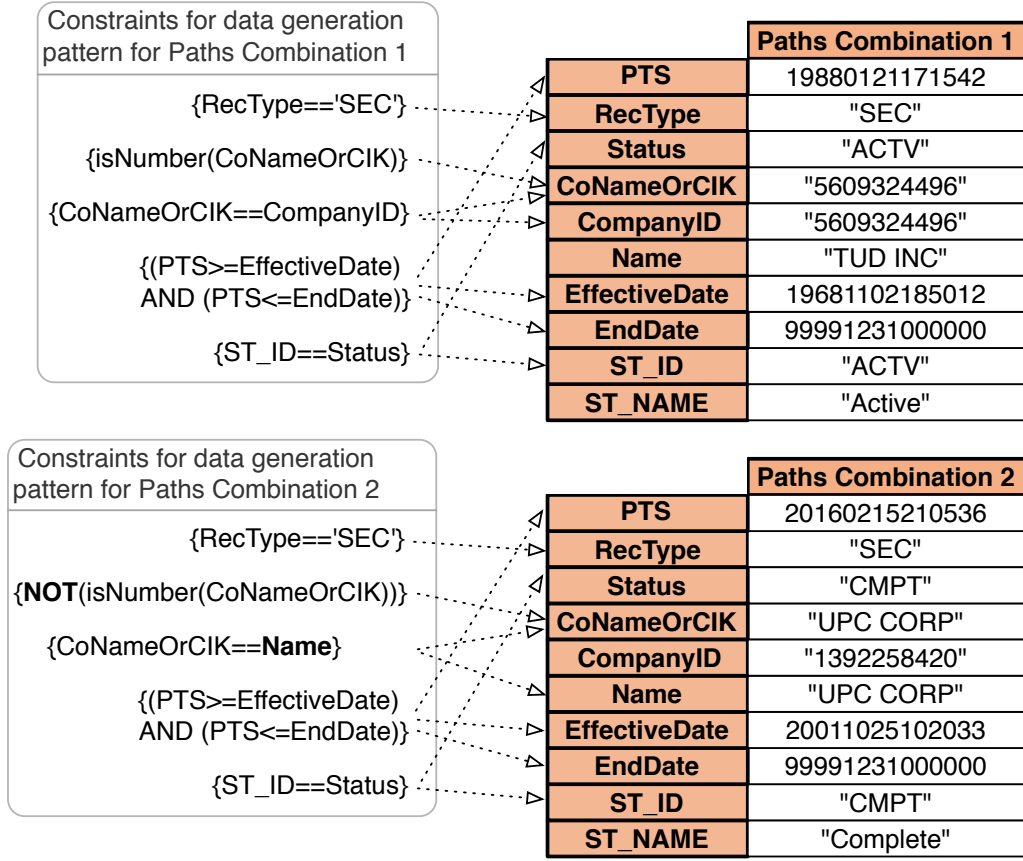 Constraints for data generation
pattern for Paths Combination 1
{RecType=='SEC'}
{isNumber(CoNameOrCIK)}
{CoNameOrCIK==CompanyID}
{(PTS>=EffectiveDate)
AND (PTS<=EndDate)}
{ST_ID==Status}
Paths Combination 1
PTS 19880121171542
RecType "SEC"
Status "ACTV"
CoNameOrCIK "5609324496"
CompanyID "5609324496"
Name "TUD INC"
EffectiveDate 19681102185012
EndDate 99991231000000
ST_ID "ACTV"
ST_NAME "Active"
Constraints for data generation
pattern for Paths Combination 2
{RecType=='SEC'}
{NOT(isNumber(CoNameOrCIK))}
{CoNameOrCIK==Name}
{(PTS>=EffectiveDate)
AND (PTS<=EndDate)}
{ST_ID==Status}
Paths Combination 2
PTS 20160215210536
RecType "SEC"
Status "CMPT"
CoNameOrCIK "UPC CORP"
CompanyID "1392258420"
Name "UPC CORP"
EffectiveDate 20011025102033
EndDate 99991231000000
ST_ID "CMPT"
ST_NAME "Complete"